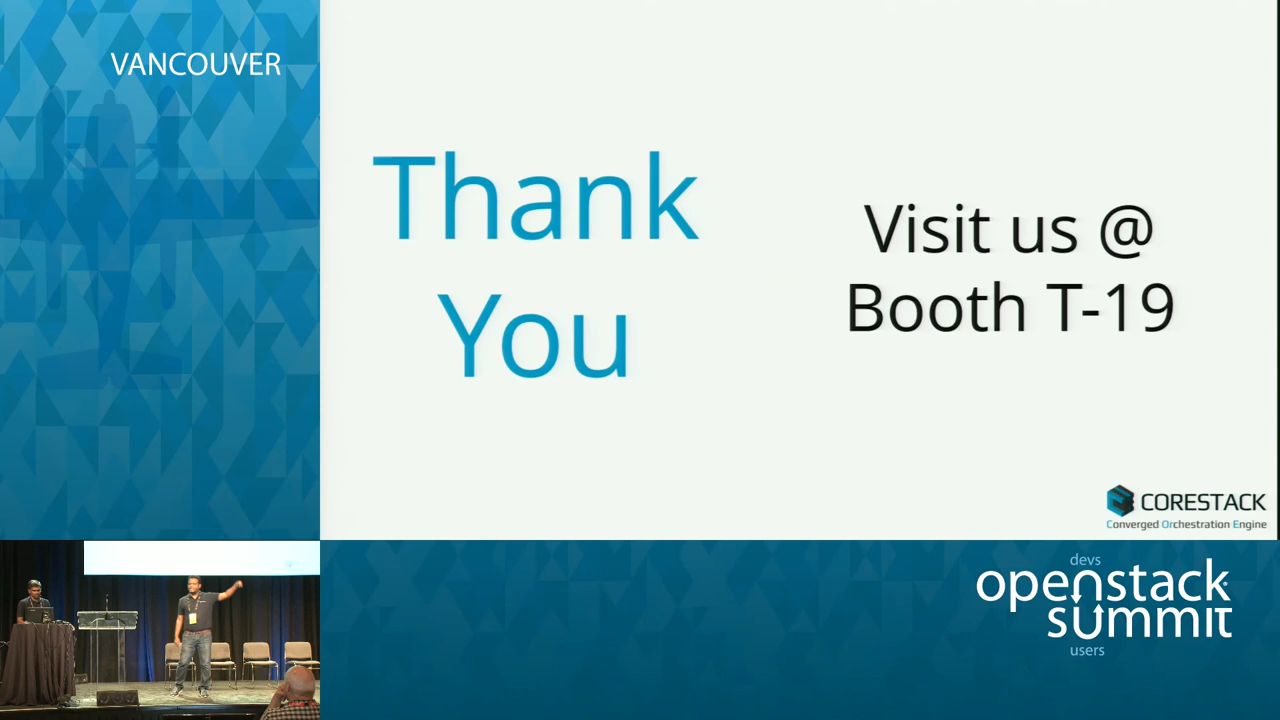 VANCOUVER
Thank
You
Visit us @
Booth T-19
CORESTACK
Converged Orchestration Engine
devs
openstack
summit
users